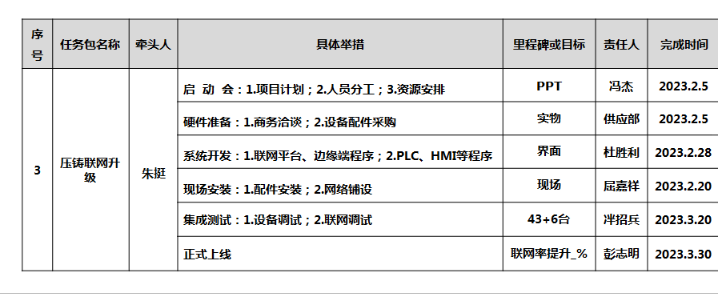 序号 任务包名称 牵头人 具体举措 里程碑或目标 责任人 完成时间
3 压铸联网升级 朱挺
启 动 会：1.项目计划；2.人员分工；3.资源安排 PPT 冯杰 2023.2.5
硬件准备：1.商务洽谈；2.设备配件采购 实物 供应部 2023.2.5
系统开发：1.联网平台、边缘端程序；2.PLC、HMI等程序 界面 杜胜利 2023.2.28
现场安装：1.配件安装；2.网络铺设 现场 屈嘉祥 2023.2.20
集成测试：1.设备调试；2.联网调试 43+6台 冸招兵 2023.3.20
正式上线 联网率提升_% 彭志明 2023.3.30